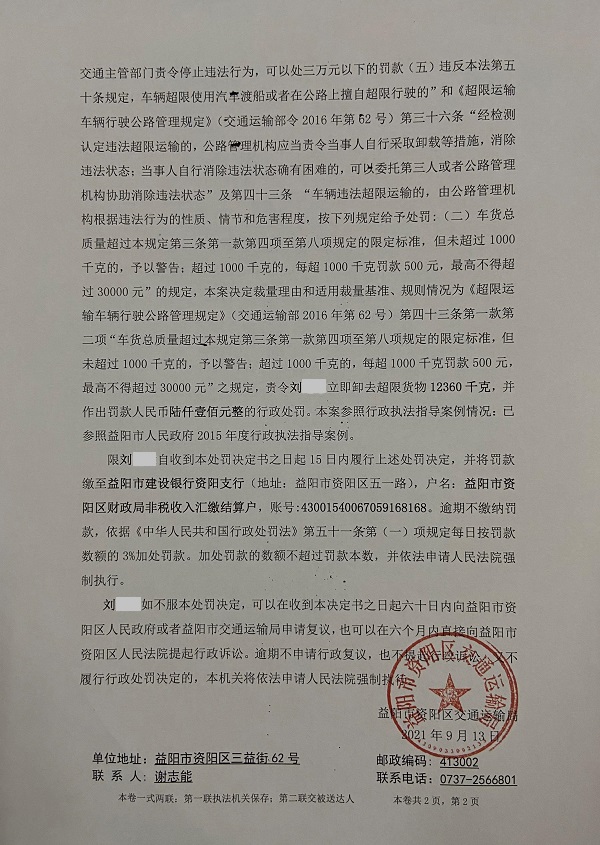 交通主管部门责令停止违法行为，可以处三万元以下的罚款（五）违反本法第五
十条规定，车辆超限使用汽车渡船或者在公路上擅自超限行驶的”和《超限运输
车辆行驶公路管理规定》（交通运输部令2016年第62号）第三十六条“经检测
认定违法超限运输的，公路管理机构应当责令当事人自行采取卸载等措施，消除
违法状态；当事人自行消除违法状态确有困难的，可以委托第三人或者公路管理
机构协助消除违法状态”及第四十三条 “车辆违法超限运输的，由公路管理机
构根据违法行为的性质、情节和危害程度，按下列规定给予处罚：（二）车货总
质量超过本规定第三条第一款第四项至第八项规定的限定标准，但未超过1000
千克的，予以警告；超过1000千克的，每超1000千克罚款500元，最高不得超
过30000元”的规定，本案决定裁量理由和适用裁量基准、规则情况为《超限运
输车辆行驶公路管理规定》（交通运输部2016年第62号）第四十三条第一款第
二项“车货总质量超过本规定第三条第一款第四项至第八项规定的限定标准，但
未超过1000千克的，予以警告；超过1000千克的，每超1000千克罚款500元，
最高不得超过30000元”之规定，责令刘 立即卸去超限货物12360千克，并
作出罚款人民币陆仟壹佰元整的行政处罚。本案参照行政执法指导案例情况：已
参照益阳市人民政府2015年度行政执法指导案例。
限刘 自收到本处罚决定书之日起15日内履行上述处罚决定，并将罚款
缴至益阳市建设银行资阳支行（地址：益阳市资阳区五一路），户名：益阳市资
阳区财政局非税收入汇缴结算户，账号:43001540067059168168。逾期不缴纳罚
款，依据《中华人民共和国行政处罚法》第五十一条第（一）项规定每日按罚款
数额的3%加处罚款。加处罚款的数额不超过罚款本数，并依法申请人民法院强
制执行。
刘 如不服本处罚决定，可以在收到本决定书之日起六十日内向益阳市资
阳区人民政府或者益阳市交通运输局申请复议，也可以在六个月内直接向益阳市
资阳区人民法院提起行政诉讼。逾期不申请行政复议，也不提起行政诉讼又不
履行行政处罚决定的，本机关将依法申请人民法院强制执行。
益阳市资阳区交通运输局
益阳市资阳区交通运输局
2021年9月13日
单位地址：益阳市资阳区三益街62号 邮政编码：413002
联 系 人：谢志能 联系电话：0737-2566801
本卷一式两联：第一联执法机关保存；第二联交被送达人 本卷共2页，第2页